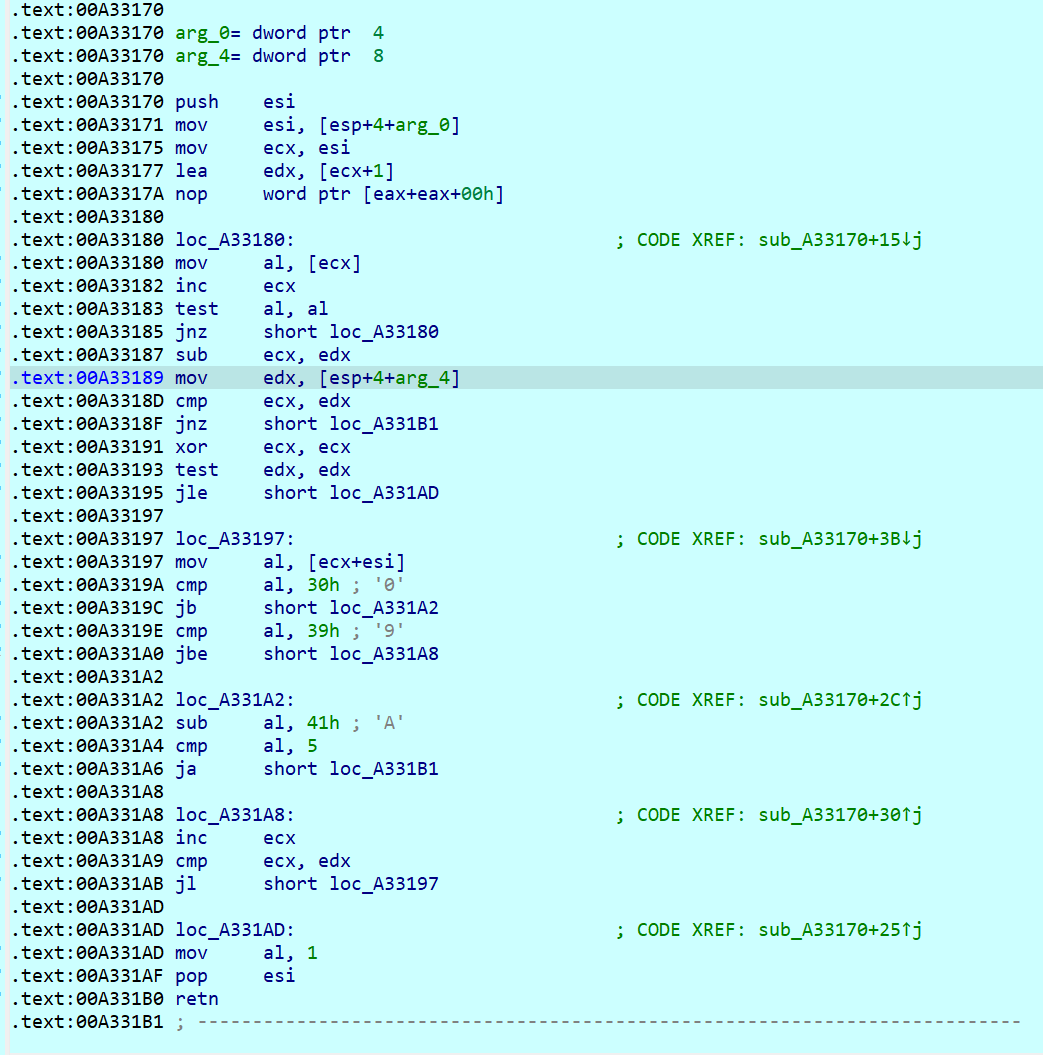 .text:00A33170
.text:00A33170 arg_0= dword ptr  4
.text:00A33170 arg_4= dword ptr  8
.text:00A33170
.text:00A33170 push    esi
.text:00A33171 mov     esi, [esp+4+arg_0]
.text:00A33175 mov     ecx, esi
.text:00A33177 lea     edx, [ecx+1]
.text:00A3317A nop     word ptr [eax+eax+00h]
.text:00A33180
.text:00A33180 loc_A33180:                             ; CODE XREF: sub_A33170+15↓j
.text:00A33180 mov     al, [ecx]
.text:00A33182 inc     ecx
.text:00A33183 test    al, al
.text:00A33185 jnz     short loc_A33180
.text:00A33187 sub     ecx, edx
.text:00A33189 mov     edx, [esp+4+arg_4]
.text:00A3318D cmp     ecx, edx
.text:00A3318F jnz     short loc_A331B1
.text:00A33191 xor     ecx, ecx
.text:00A33193 test    edx, edx
.text:00A33195 jle     short loc_A331AD
.text:00A33197
.text:00A33197 loc_A33197:                             ; CODE XREF: sub_A33170+3B↓j
.text:00A33197 mov     al, [ecx+esi]
.text:00A3319A cmp     al, 30h ; '0'
.text:00A3319C jb      short loc_A331A2
.text:00A3319E cmp     al, 39h ; '9'
.text:00A331A0 jbe     short loc_A331A8
.text:00A331A2
.text:00A331A2 loc_A331A2:                             ; CODE XREF: sub_A33170+2C↑j
.text:00A331A2 sub     al, 41h ; 'A'
.text:00A331A4 cmp     al, 5
.text:00A331A6 ja      short loc_A331B1
.text:00A331A8
.text:00A331A8 loc_A331A8:                             ; CODE XREF: sub_A33170+30↑j
.text:00A331A8 inc     ecx
.text:00A331A9 cmp     ecx, edx
.text:00A331AB jl      short loc_A33197
.text:00A331AD
.text:00A331AD loc_A331AD:                             ; CODE XREF: sub_A33170+25↑j
.text:00A331AD mov     al, 1
.text:00A331AF pop     esi
.text:00A331B0 retn
.text:00A331B1 ; ---------------------------------------------------------------------------